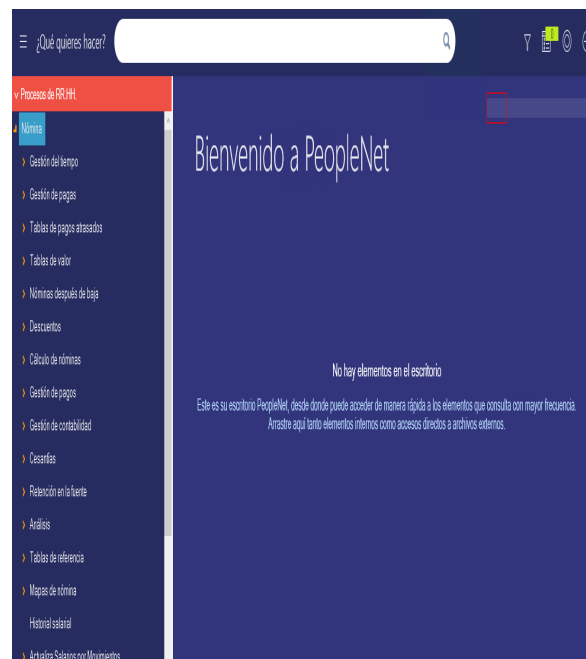 ¿Qué quieres hacer?
Procesos de RR.HH.
Nómina
Gestión del tiempo
Gestión de pagas
Tablas de pagos atrasados
Tablas de valor
Nóminas después de baja
Descuentos
Cálculo de nóminas
Gestión de pagos
Gestión de contabilidad
Cesantías
Retención en la fuente
Análisis
Tablas de referencia
Mapas de nómina
Historial salarial
Actualiza Salarios por Movimientos
Bienvenido a PeopleNet
No hay elementos en el escritorio
Este es su escritorio PeopleNet, desde donde puede acceder de manera rápida a los elementos que consulta con mayor frecuencia.
Arrastre aquí tanto elementos internos como accesos directos a archivos externos.